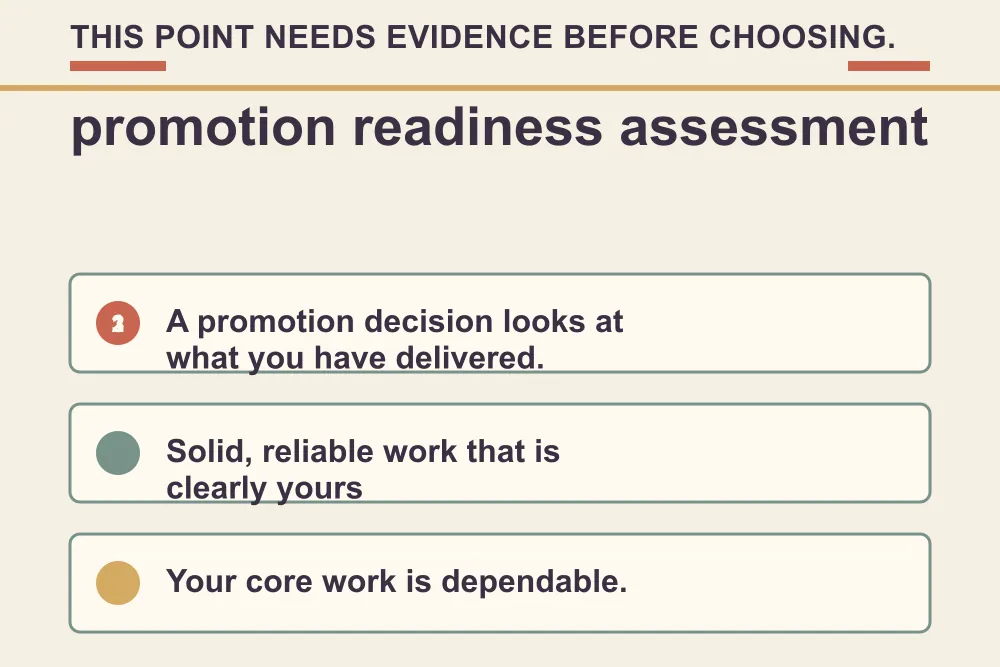 THIS POINT NEEDS EVIDENCE BEFORE CHOOSING.
promotion readiness assessment
A promotion decision looks at
what you have delivered.
Solid, reliable work that is
clearly yours
Your core work is dependable.